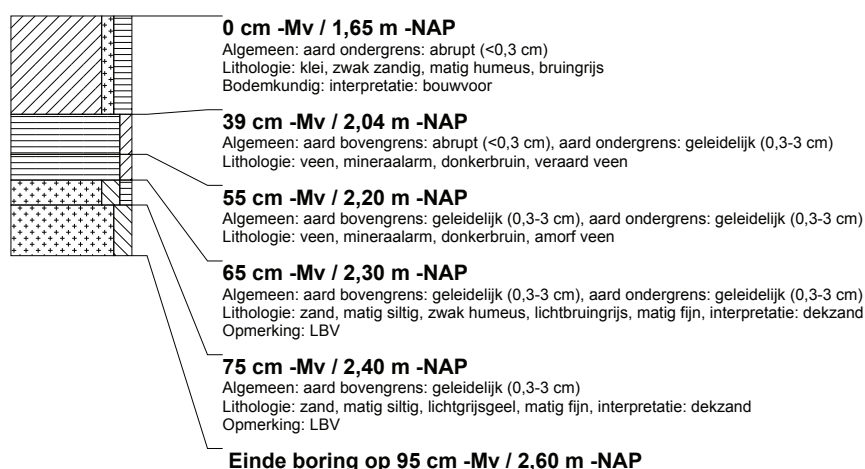 0 cm -Mv / 1,65 m -NAP
Algemeen: aard ondergrens: abrupt (<0,3 cm)
Lithologie: klei, zwak zandig, matig humeus, bruingrijs
Bodemkundig: interpretatie: bouwvoor
39 cm -Mv / 2,04 m -NAP
Algemeen: aard bovengrens: abrupt (<0,3 cm), aard ondergrens: geleidelijk (0,3-3 cm)
Lithologie: veen, mineraalarm, donkerbruin, veraard veen
55 cm -Mv / 2,20 m -NAP
Algemeen: aard bovengrens: geleidelijk (0,3-3 cm), aard ondergrens: geleidelijk (0,3-3 cm)
Lithologie: veen, mineraalarm, donkerbruin, amorf veen
65 cm -Mv / 2,30 m -NAP
Algemeen: aard bovengrens: geleidelijk (0,3-3 cm), aard ondergrens: geleidelijk (0,3-3 cm)
Lithologie: zand, matig siltig, zwak humeus, lichtbruingrijs, matig fijn, interpretatie: dekzand
Opmerking: LBV
75 cm -Mv / 2,40 m -NAP
Algemeen: aard bovengrens: geleidelijk (0,3-3 cm)
Lithologie: zand, matig siltig, lichtgrijsgeel, matig fijn, interpretatie: dekzand
Opmerking: LBV
Einde boring op 95 cm -Mv / 2,60 m -NAP